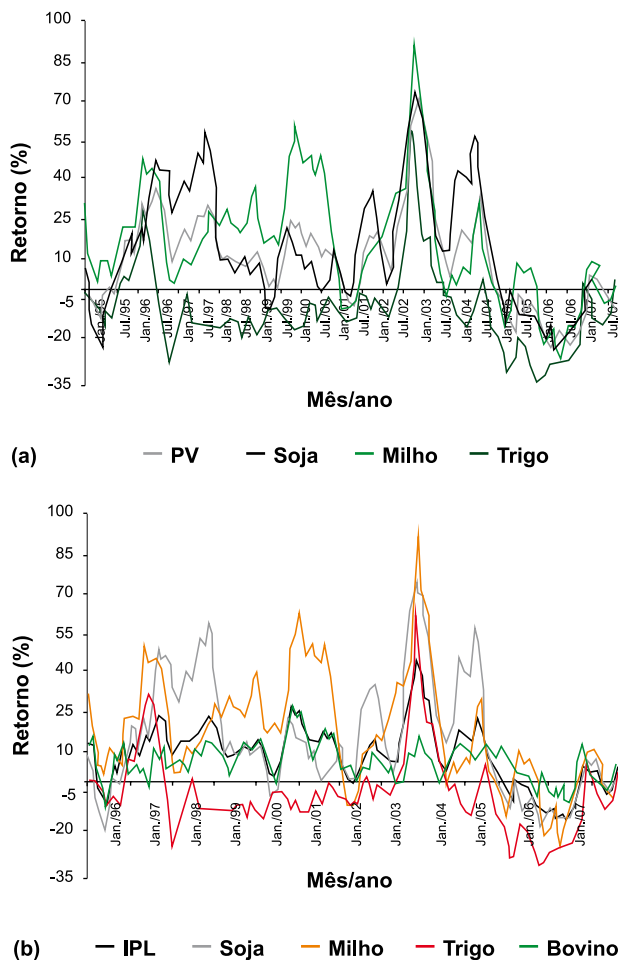 100
85
70
55
40
25
10
-5
-20
-35
Retorno (%)
Jan./95
Jul./95
Jan./96
Jul./96
Jan./97
Jul./97
Jan./98
Jul./98
Jan./99
Jul./99
Jan./00
Jul./00
Jan./01
Jul./01
Jan./02
Jul./02
Jan./03
Jul./03
Jan./04
Jul./04
Jan./05
Jul./05
Jan./06
Jul./06
Jan./07
Jul./07
Mês/ano
(a) PV Soja Milho Trigo
100
85
70
55
40
25
10
-5
-20
-35
Retorno (%)
Jan./96
Jan./97
Jan./98
Jan./99
Jan./00
Jan./01
Jan./02
Jan./03
Jan./04
Jan./05
Jan./06
Jan./07
Mês/ano
(b) IPL Soja Milho Trigo Bovino